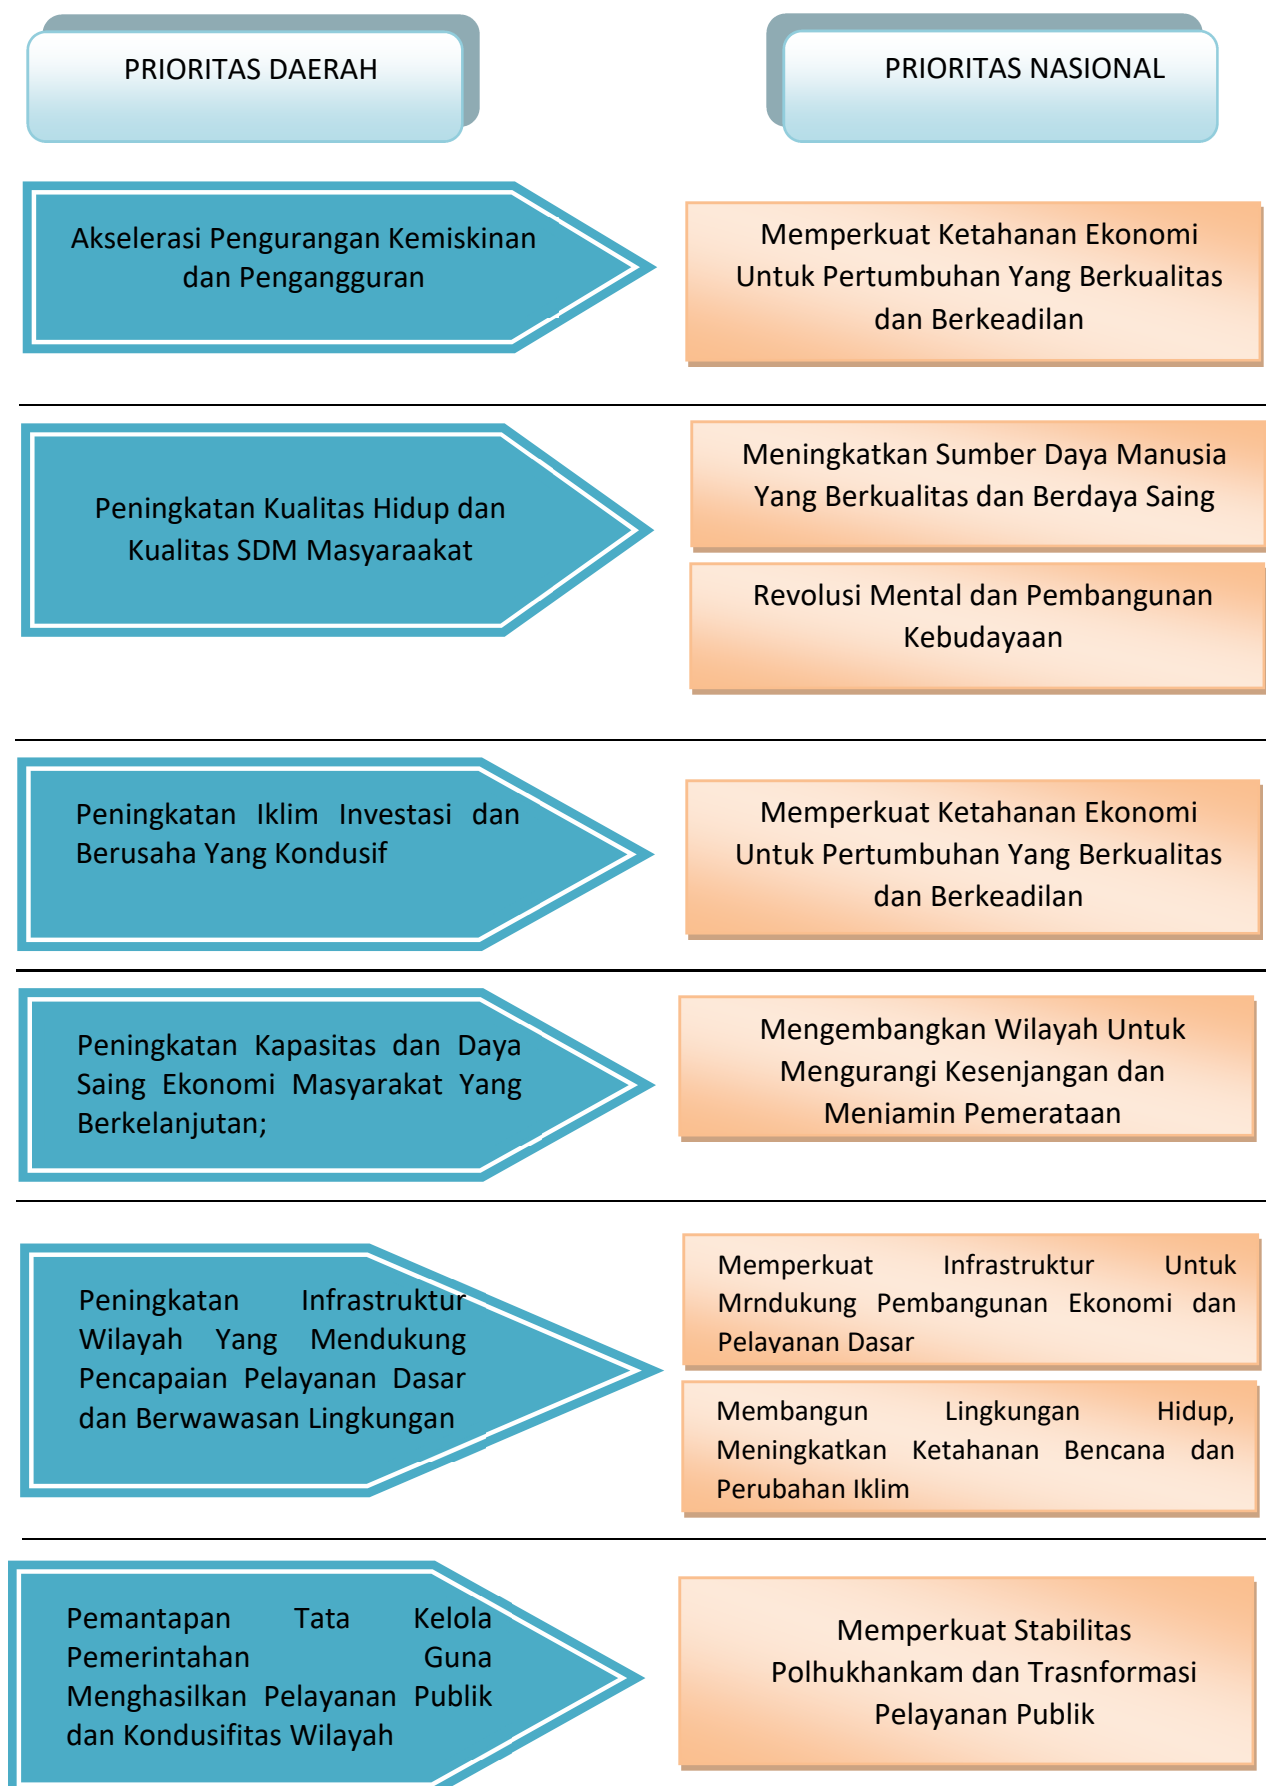 PRIORITAS DAERAH
PRIORITAS NASIONAL
Akselerasi Pengurangan Kemiskinan
dan Pengangguran
Memperkuat Ketahanan Ekonomi
Untuk Pertumbuhan Yang Berkualitas
dan Berkeadilan
Peningkatan Kualitas Hidup dan
Kualitas SDM Masyaraakat
Meningkatkan Sumber Daya Manusia
Yang Berkualitas dan Berdaya Saing
Revolusi Mental dan Pembangunan
Kebudayaan
Peningkatan Iklim Investasi dan
Berusaha Yang Kondusif
Memperkuat Ketahanan Ekonomi
Untuk Pertumbuhan Yang Berkualitas
dan Berkeadilan
Peningkatan Kapasitas dan Daya
Saing Ekonomi Masyarakat Yang
Berkelanjutan;
Mengembangkan Wilayah Untuk
Mengurangi Kesenjangan dan
Menjamin Pemerataan
Peningkatan Infrastruktur
Wilayah Yang Mendukung
Pencapaian Pelayanan Dasar
dan Berwawasan Lingkungan
Memperkuat Infrastruktur Untuk
Mrndukung Pembangunan Ekonomi dan
Pelayanan Dasar
Membangun Lingkungan Hidup,
Meningkatkan Ketahanan Bencana dan
Perubahan Iklim
Pemantapan Tata Kelola
Pemerintahan Guna
Menghasilkan Pelayanan Publik
dan Kondusifitas Wilayah
Memperkuat Stabilitas
Polhukhankam dan Trasnformasi
Pelayanan Publik